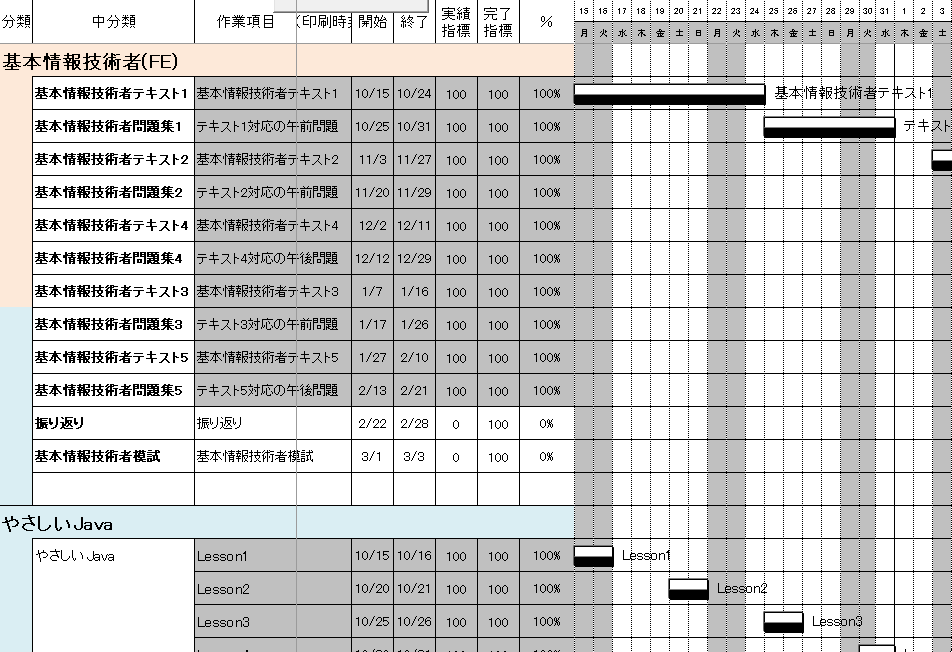 分類 中分類 作業項目 (印刷時非 開始 終了 実績指標 完了指標 % 15 16 17 18 19 20 21 22 23 24 25 26 27 28 29 30 31 1 2 3
月 火 水 木 金 土 日 月 火 水 木 金 土 日 月 火 水 木 金 土
基本情報技術者(FE)
基本情報技術者テキスト1 基本情報技術者テキスト1 10/15 10/24 100 100 100% 基本情報技術者テキスト1
基本情報技術者問題集1 テキスト1対応の午前問題 10/25 10/31 100 100 100% テキスト
基本情報技術者テキスト2 基本情報技術者テキスト2 11/3 11/27 100 100 100%
基本情報技術者問題集2 テキスト2対応の午前問題 11/20 11/29 100 100 100%
基本情報技術者テキスト4 基本情報技術者テキスト4 12/2 12/11 100 100 100%
基本情報技術者問題集4 テキスト4対応の午後問題 12/12 12/29 100 100 100%
基本情報技術者テキスト3 基本情報技術者テキスト3 1/7 1/16 100 100 100%
基本情報技術者問題集3 テキスト3対応の午前問題 1/17 1/26 100 100 100%
基本情報技術者テキスト5 基本情報技術者テキスト5 1/27 2/10 100 100 100%
基本情報技術者問題集5 テキスト5対応の午後問題 2/13 2/21 100 100 100%
振り返り 振り返り 2/22 2/28 0 100 0%
基本情報技術者模試 基本情報技術者模試 3/1 3/3 0 100 0%
やさしいJava
やさしいJava Lesson1 10/15 10/16 100 100 100% Lesson1
Lesson2 10/20 10/21 100 100 100% Lesson2
Lesson3 10/25 10/26 100 100 100% Lesson3